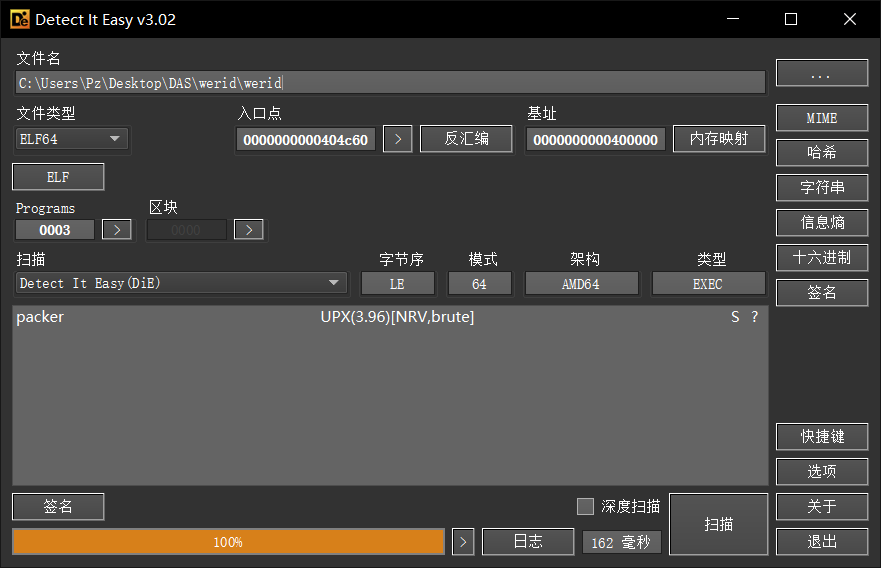 Detect It Easy v3.02
文件名
C:\Users\Pz\Desktop\DAS\werid\werid
...
文件类型 入口点 基址
ELF64 0000000000404c60 > 反汇编 0000000000400000 内存映射
MIME
哈希
ELF
字符串
Programs 区块
0003 > 0000 >
信息熵
扫描 字节序 模式 架构 类型
十六进制
Detect It Easy(DiE) LE 64 AMD64 EXEC
签名
packer UPX(3.96)[NRV,brute] S ?
快捷键
选项
签名 深度扫描 扫描 关于
100% > 日志 162 毫秒 退出